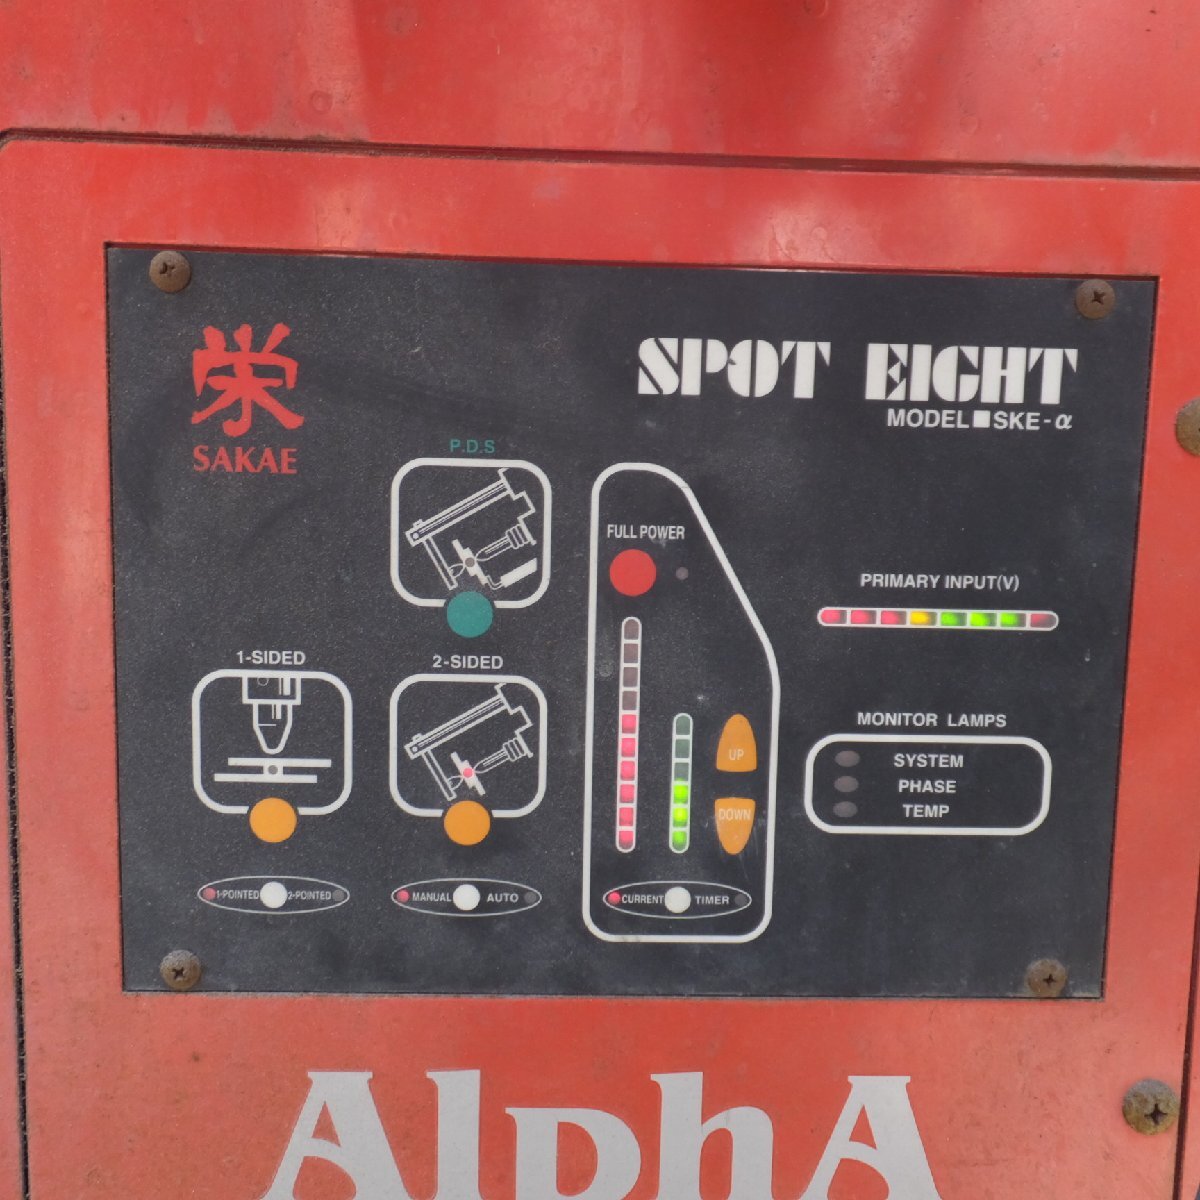 栄
SAKAE
SPOT EIGHT
MODEL■SKE-α
P.D.S
FULL POWER
PRIMARY INPUT(V)
1-SIDED
2-SIDED
UP
DOWN
MONITOR LAMPS
SYSTEM
PHASE
TEMP
1-POINTED 2-POINTED
MANUAL AUTO
CURRENT TIMER
AlphA